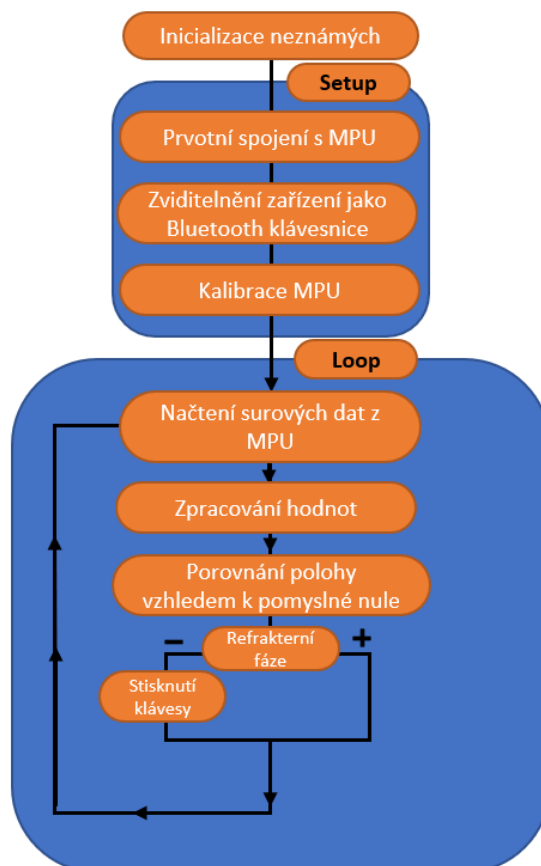 Inicializace neznámých
Setup
Prvotní spojení s MPU
Zviditelnění zařízení jako
Bluetooth klávesnice
Kalibrace MPU
Loop
Načtení surových dat z
MPU
Zpracování hodnot
Porovnání polohy
vzhledem k pomyslné nule
− +
Refrakterní
fáze
Stisknutí
klávesy